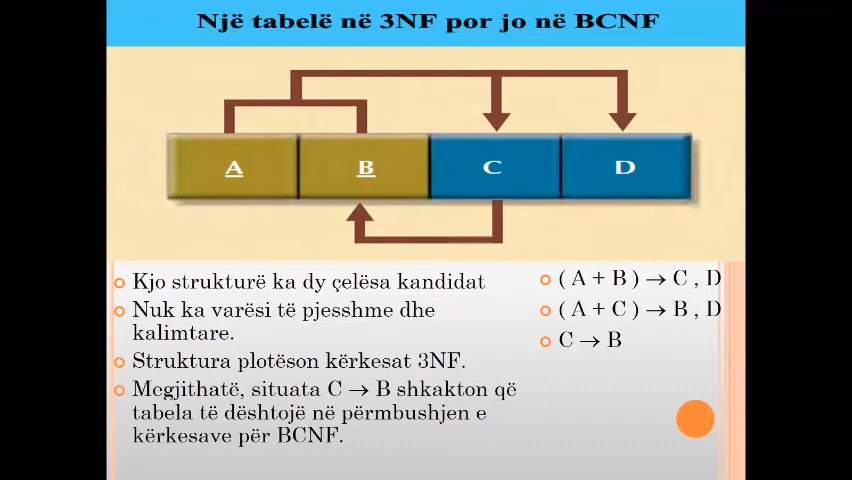 Një tabelë në 3NF por jo në BCNF
A B C D
Kjo strukturë ka dy çelësa kandidat
Nuk ka varësi të pjesshme dhe
kalimtare.
Struktura plotëson kërkesat 3NF.
Megjithatë, situata C → B shkakton që
tabela të dështojë në përmbushjen e
kërkesave për BCNF.
( A + B ) → C , D
( A + C ) → B , D
C → B